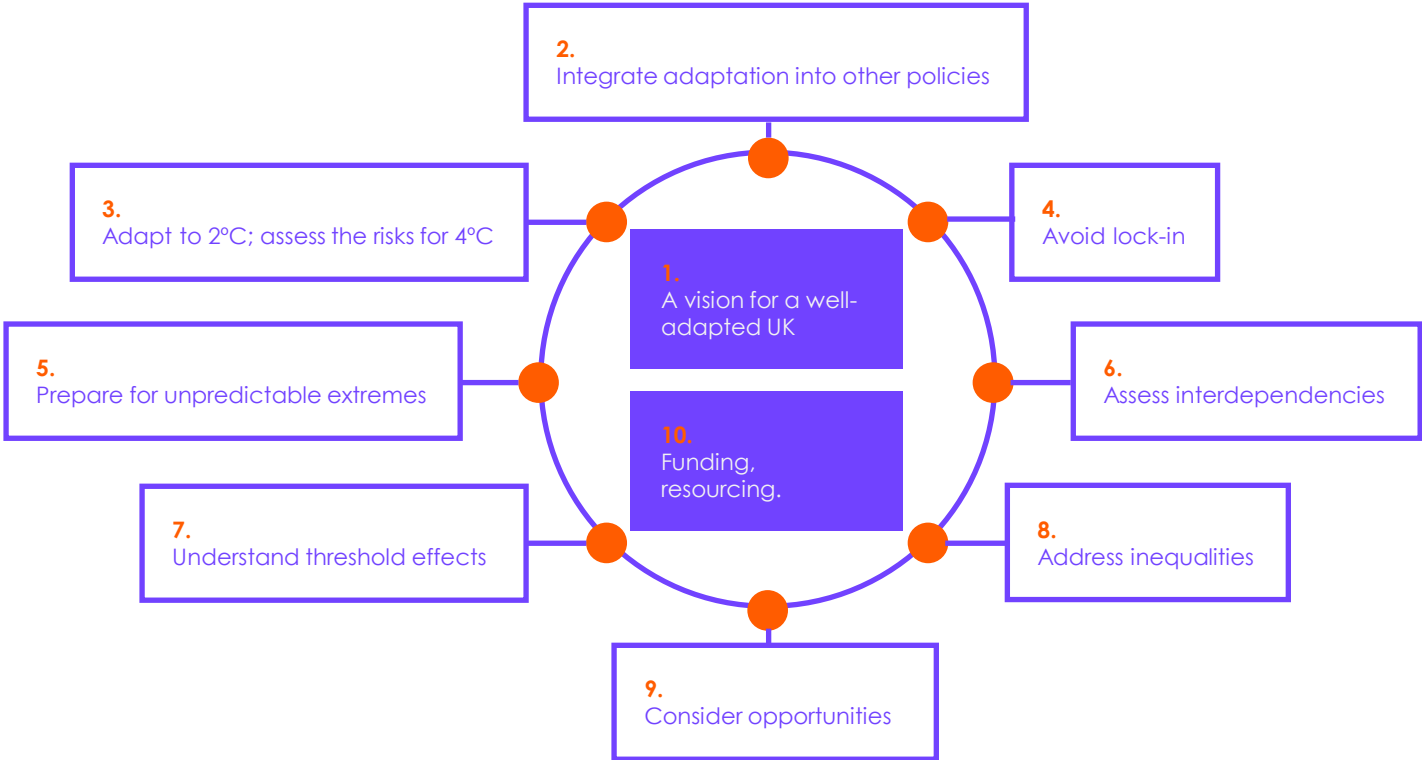 2.
Integrate adaptation into other policies
3.
Adapt to 2ºC; assess the risks for 4ºC
4.
Avoid lock-in
1.
A vision for a well-
adapted UK
5.
Prepare for unpredictable extremes
6.
Assess interdependencies
10.
Funding,
resourcing.
7.
Understand threshold effects
8.
Address inequalities
9.
Consider opportunities